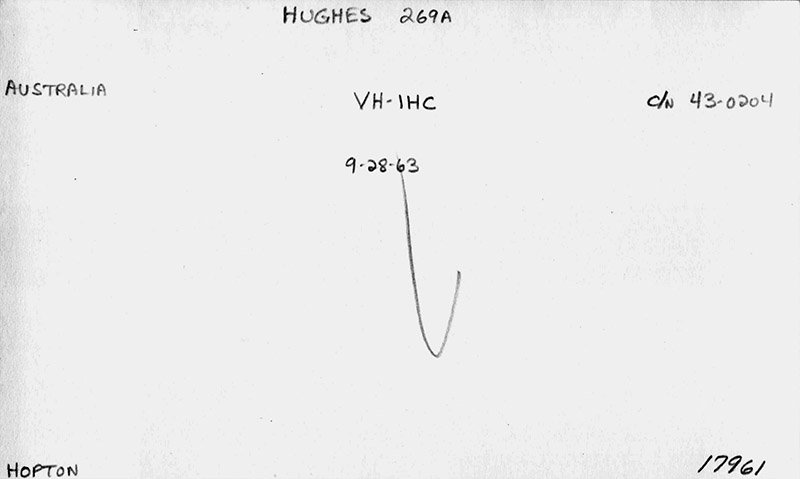 HUGHES 269A
AUSTRALIA
VH-IHC
c/n 43-0204
9-28-63
HOPTON
17961